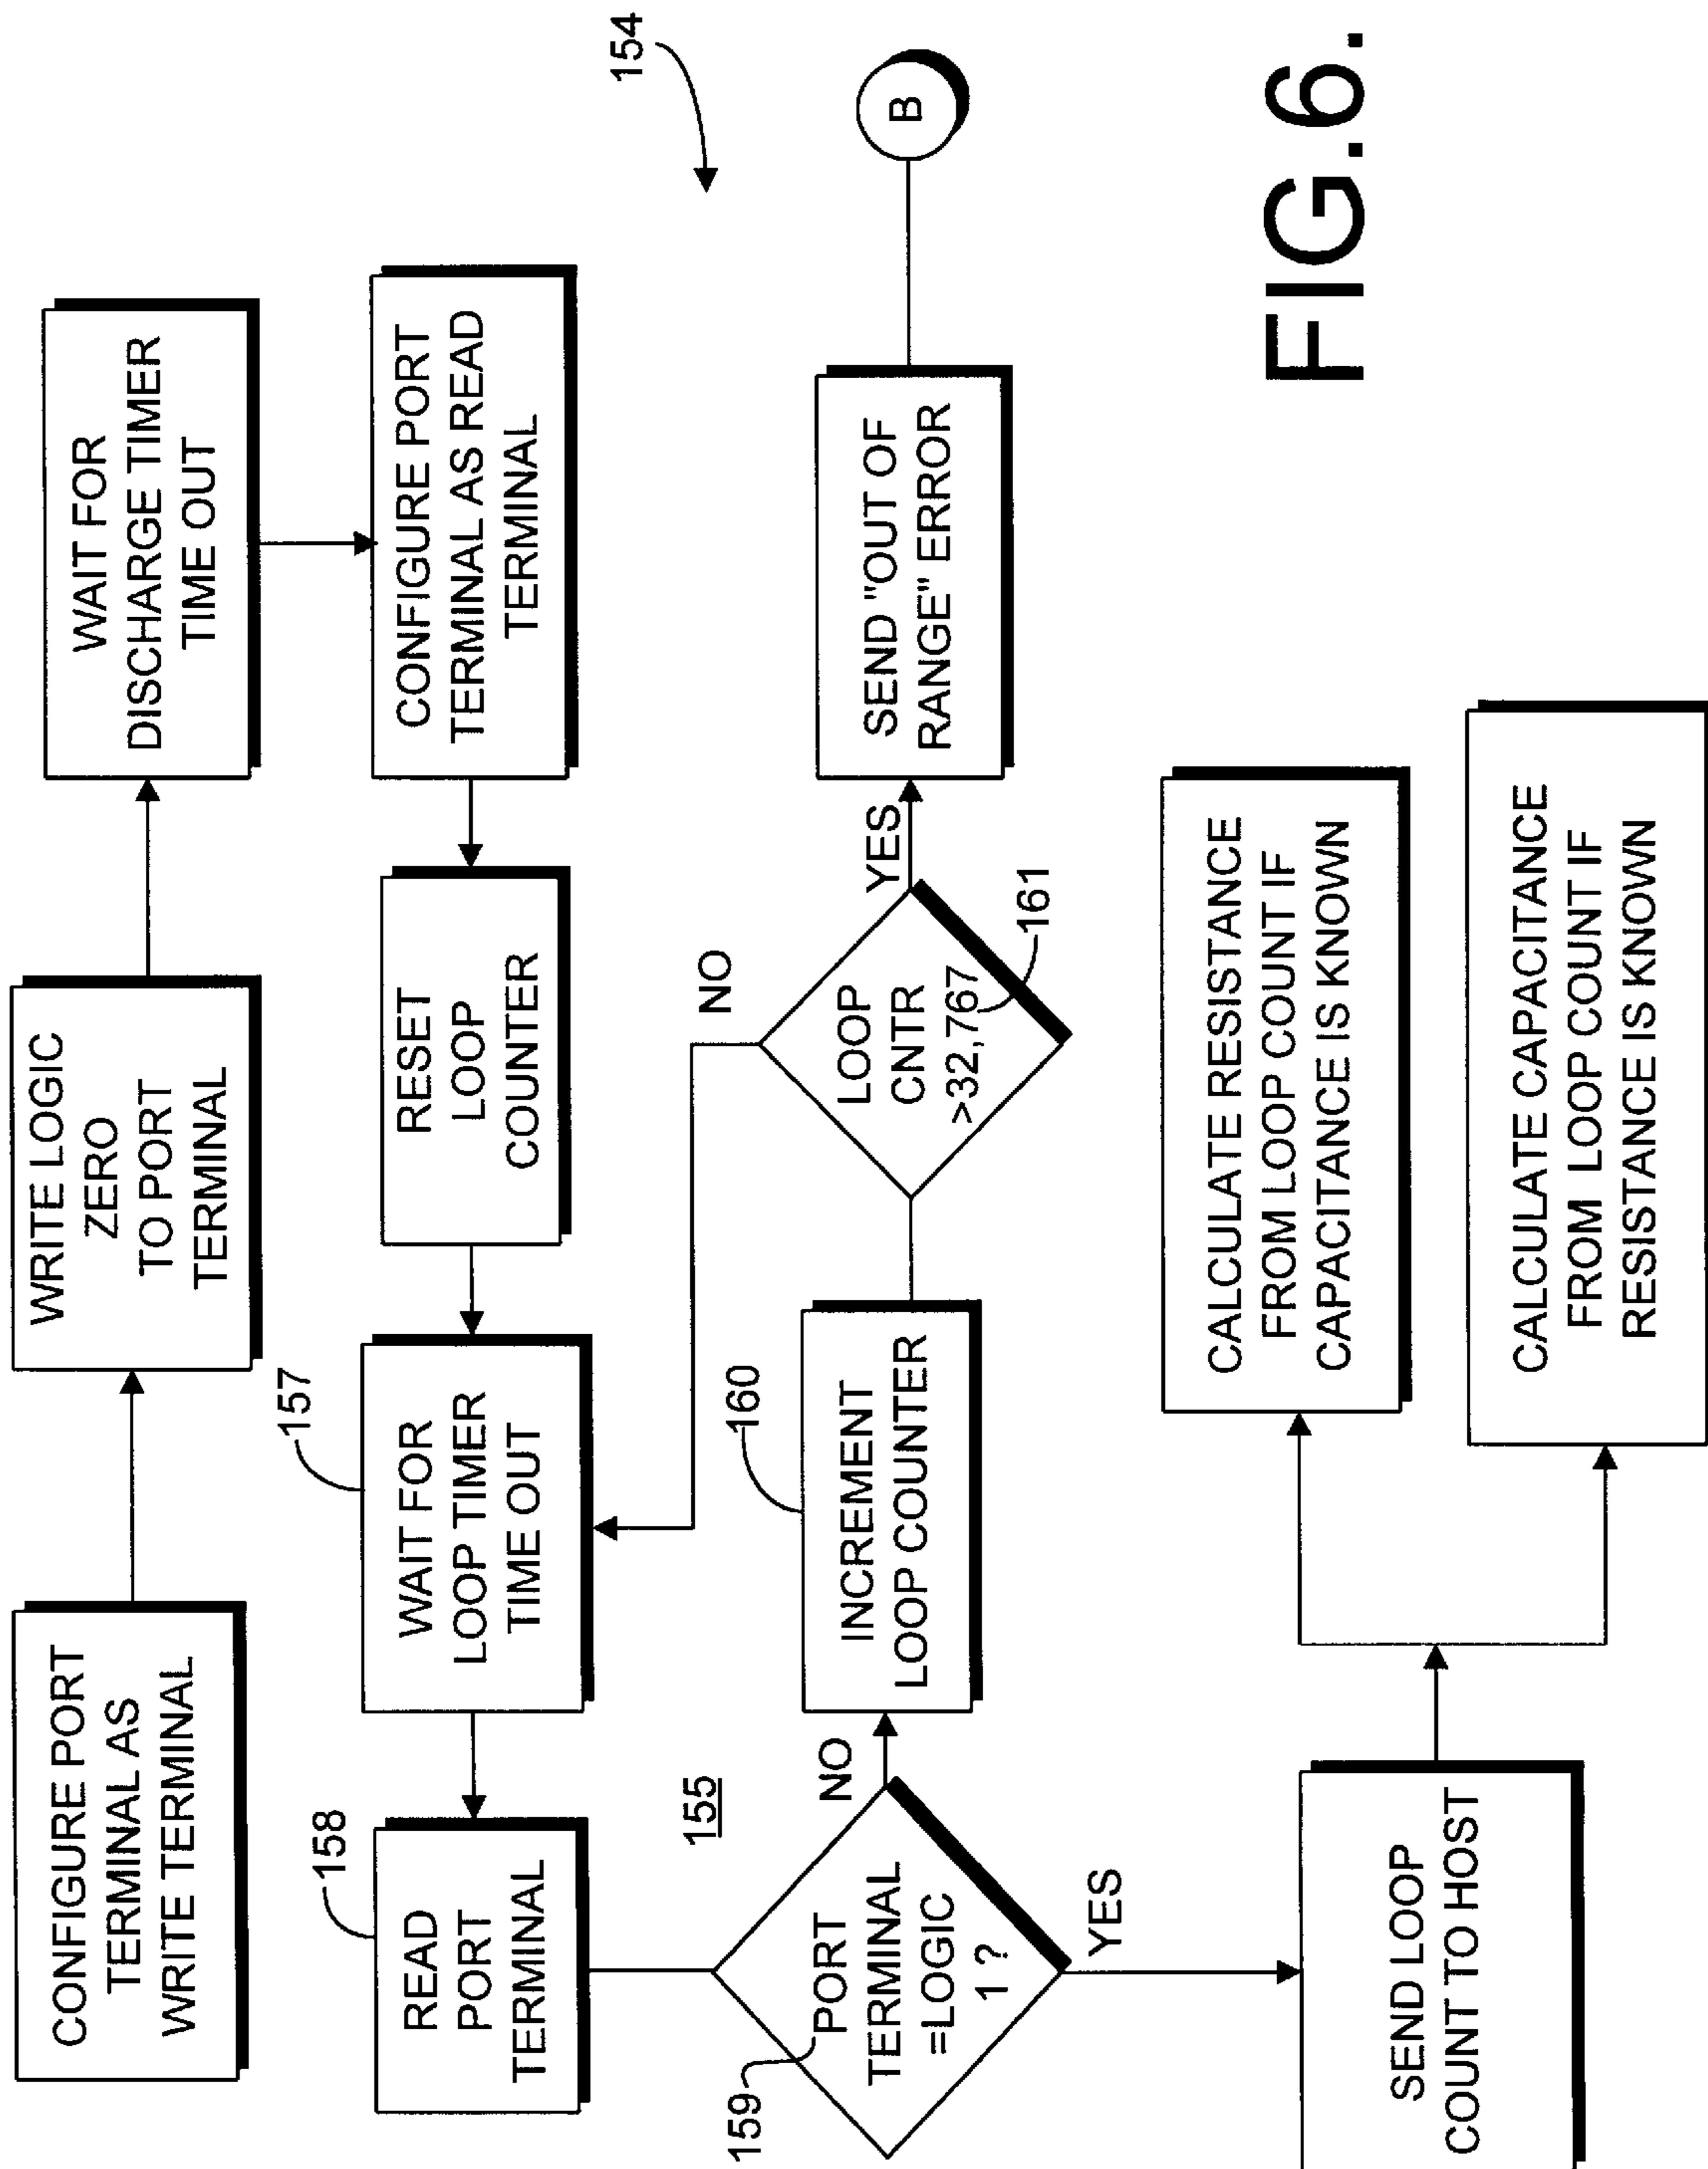 CONFIGURE PORT
TERMINAL AS
WRITE TERMINAL
WRITE LOGIC
ZERO
TO PORT
TERMINAL
WAIT FOR
DISCHARGE TIMER
TIME OUT
CONFIGURE PORT
TERMINAL AS READ
TERMINAL
RESET
LOOP
COUNTER
157
WAIT FOR
LOOP TIMER
TIME OUT
158
READ
PORT
TERMINAL
155
159
PORT
TERMINAL
=LOGIC
1 ?
NO
YES
160
INCREMENT
LOOP COUNTER
LOOP
CNTR
>32,767
161
NO
YES
SEND "OUT OF
RANGE" ERROR
B
154
SEND LOOP
COUNT TO HOST
CALCULATE RESISTANCE
FROM LOOP COUNT IF
CAPACITANCE IS KNOWN
CALCULATE CAPACITANCE
FROM LOOP COUNT IF
RESISTANCE IS KNOWN
FIG.6.